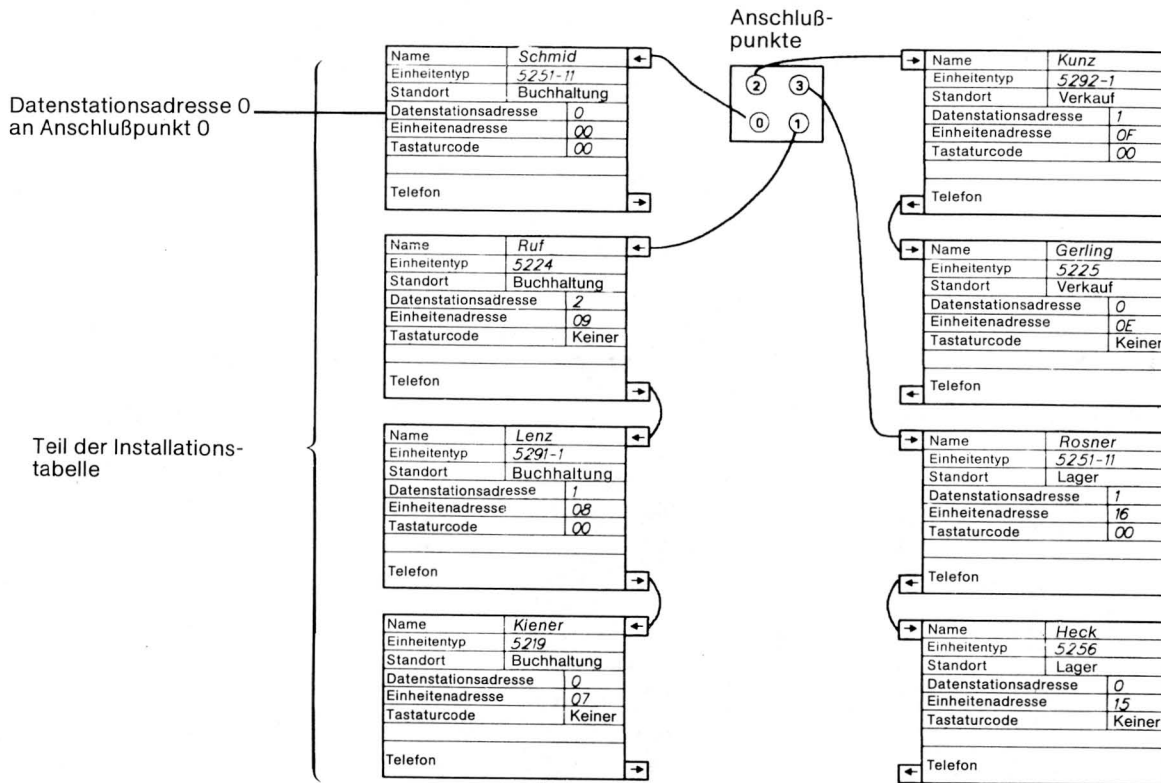 Anschluß-
punkte
② ③
⓪ ①
Datenstationsadresse 0
an Anschlußpunkt 0
Teil der Installations-
tabelle
Name Schmid
Einheitentyp 5251-11
Standort Buchhaltung
Datenstationsadresse 0
Einheitenadresse 00
Tastaturcode 00
Telefon
Name Ruf
Einheitentyp 5224
Standort Buchhaltung
Datenstationsadresse 2
Einheitenadresse 09
Tastaturcode Keiner
Telefon
Name Lenz
Einheitentyp 5291-1
Standort Buchhaltung
Datenstationsadresse 1
Einheitenadresse 08
Tastaturcode 00
Telefon
Name Kiener
Einheitentyp 5219
Standort Buchhaltung
Datenstationsadresse 0
Einheitenadresse 07
Tastaturcode Keiner
Telefon
Name Kunz
Einheitentyp 5292-1
Standort Verkauf
Datenstationsadresse 1
Einheitenadresse 0F
Tastaturcode 00
Telefon
Name Gerling
Einheitentyp 5225
Standort Verkauf
Datenstationsadresse 0
Einheitenadresse 0E
Tastaturcode Keiner
Telefon
Name Rosner
Einheitentyp 5251-11
Standort Lager
Datenstationsadresse 1
Einheitenadresse 16
Tastaturcode 00
Telefon
Name Heck
Einheitentyp 5256
Standort Lager
Datenstationsadresse 0
Einheitenadresse 15
Tastaturcode Keiner
Telefon